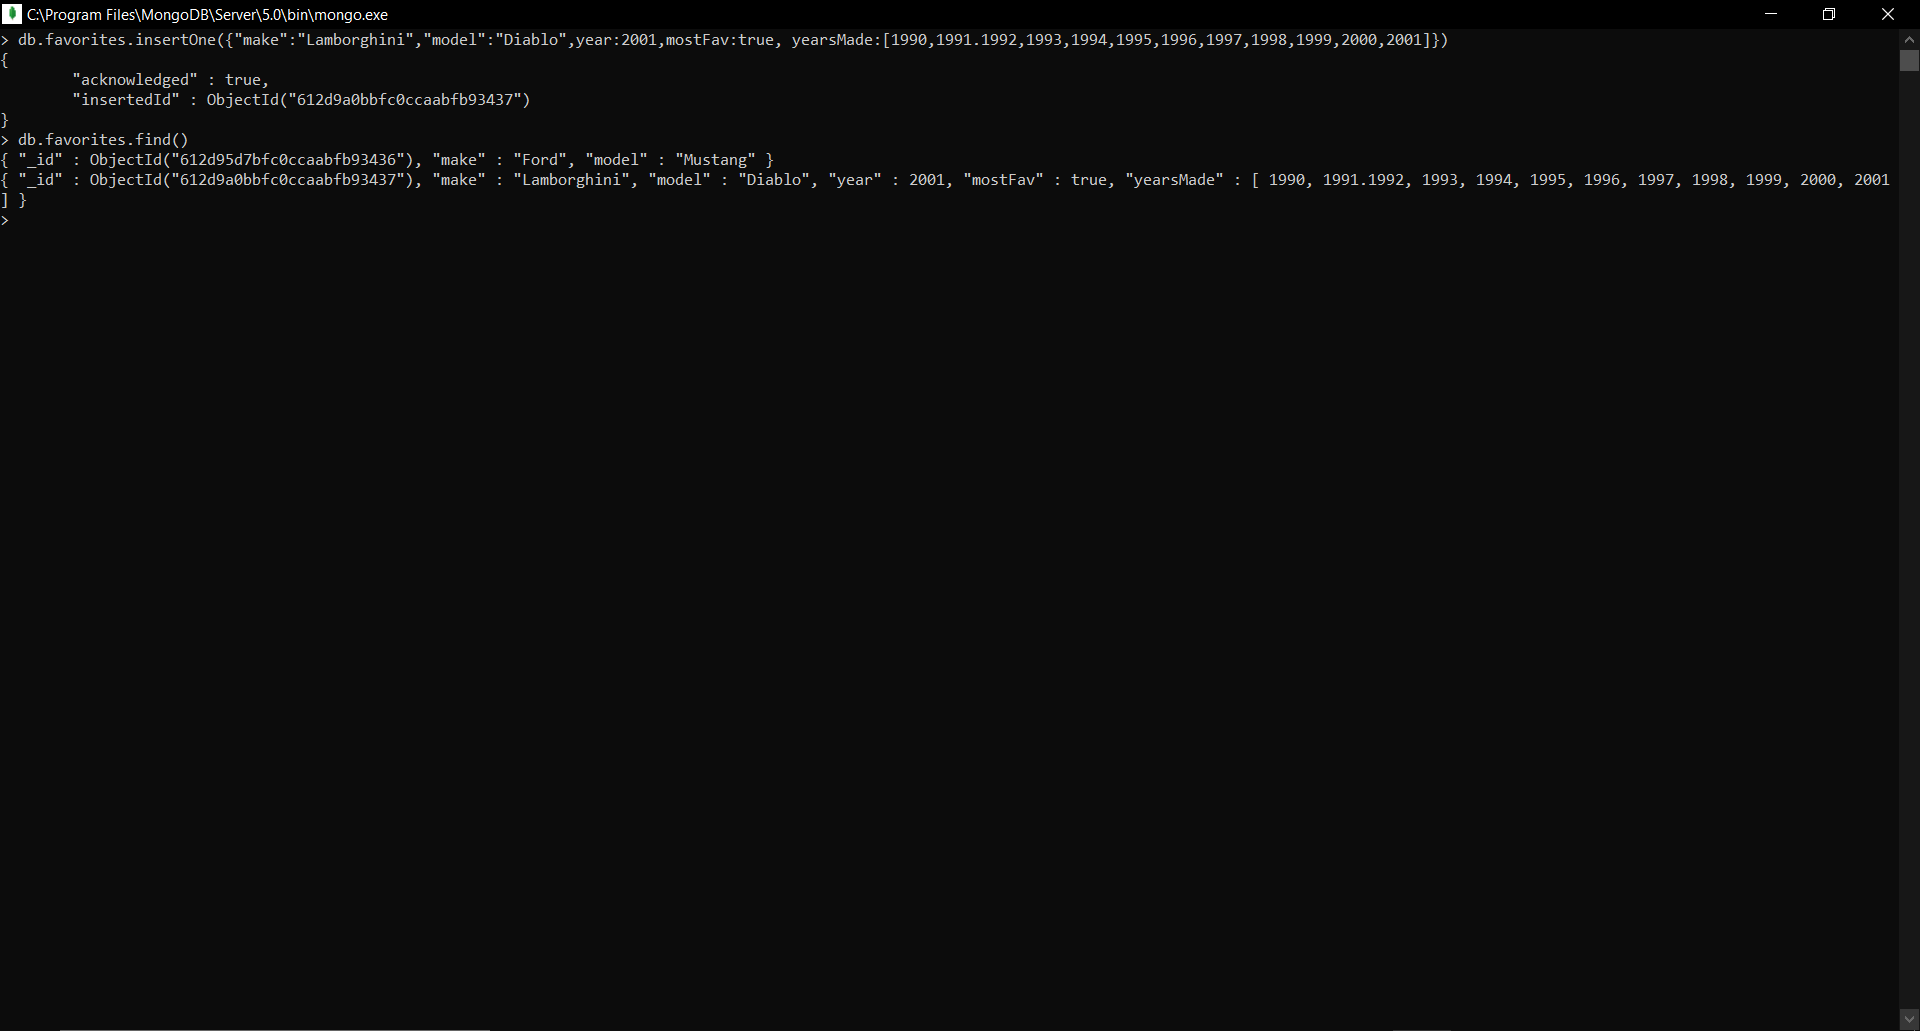 C:\Program Files\MongoDB\Server\5.0\bin\mongo.exe
> db.favorites.insertOne({"make":"Lamborghini","model":"Diablo",year:2001,mostFav:true, yearsMade:[1990,1991.1992,1993,1994,1995,1996,1997,1998,1999,2000,2001]})
{
        "acknowledged" : true,
        "insertedId" : ObjectId("612d9a0bbfc0ccaabfb93437")
}
> db.favorites.find()
{ "_id" : ObjectId("612d95d7bfc0ccaabfb93436"), "make" : "Ford", "model" : "Mustang" }
{ "_id" : ObjectId("612d9a0bbfc0ccaabfb93437"), "make" : "Lamborghini", "model" : "Diablo", "year" : 2001, "mostFav" : true, "yearsMade" : [ 1990, 1991.1992, 1993, 1994, 1995, 1996, 1997, 1998, 1999, 2000, 2001
] }
>